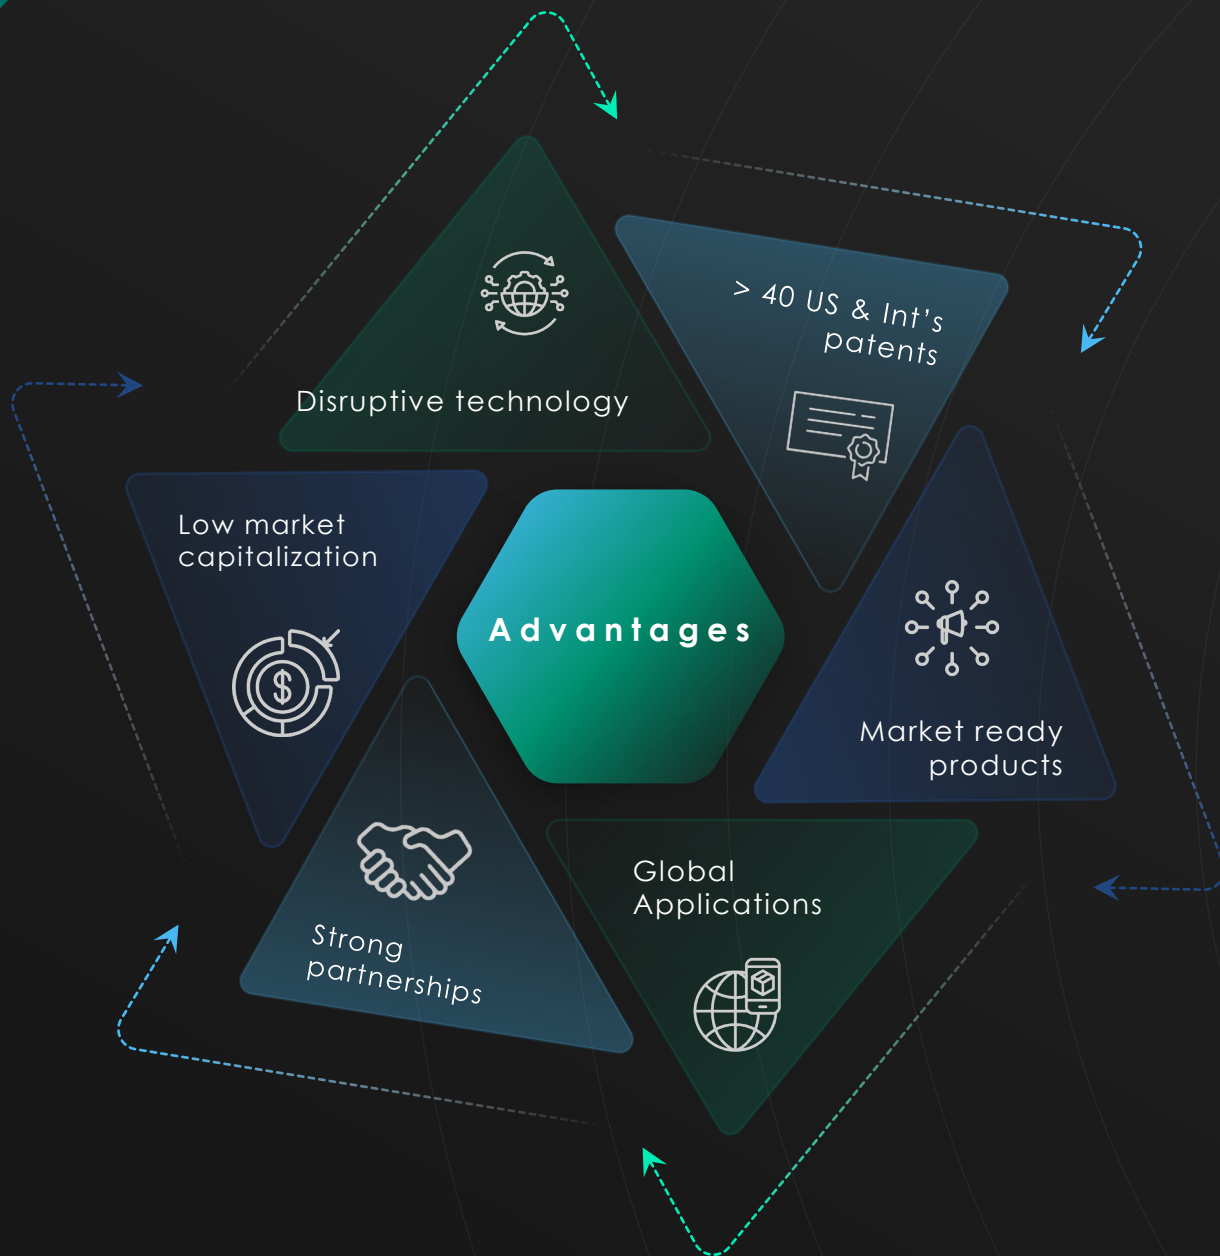 Disruptive technology
> 40 US & Int’s
patents
Low market
capitalization
$
Advantages
Market ready
products
Strong
partnerships
Global
Applications